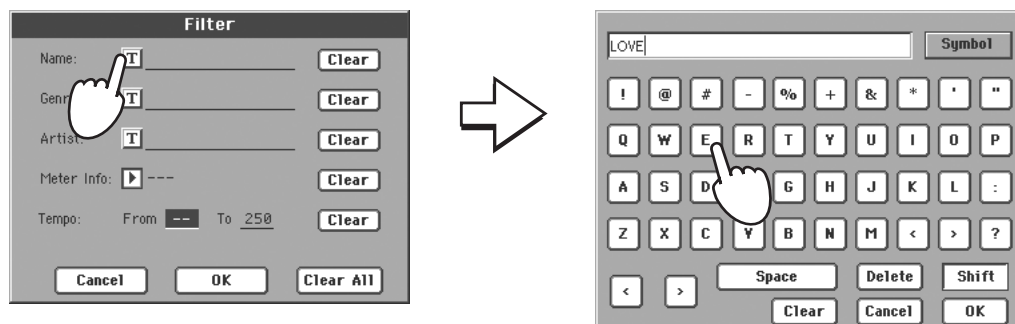 Filter
Name: T Clear
Genr T Clear
Artist: T Clear
Meter Info: --- Clear
Tempo: From -- To 250 Clear
Cancel OK Clear All
LOVE Symbol
! @ # - % + & * ' "
Q W E R T Y U I O P
A S D G H J K L :
Z X C V B N M < > ?
< > Space Delete Shift
Clear Cancel OK